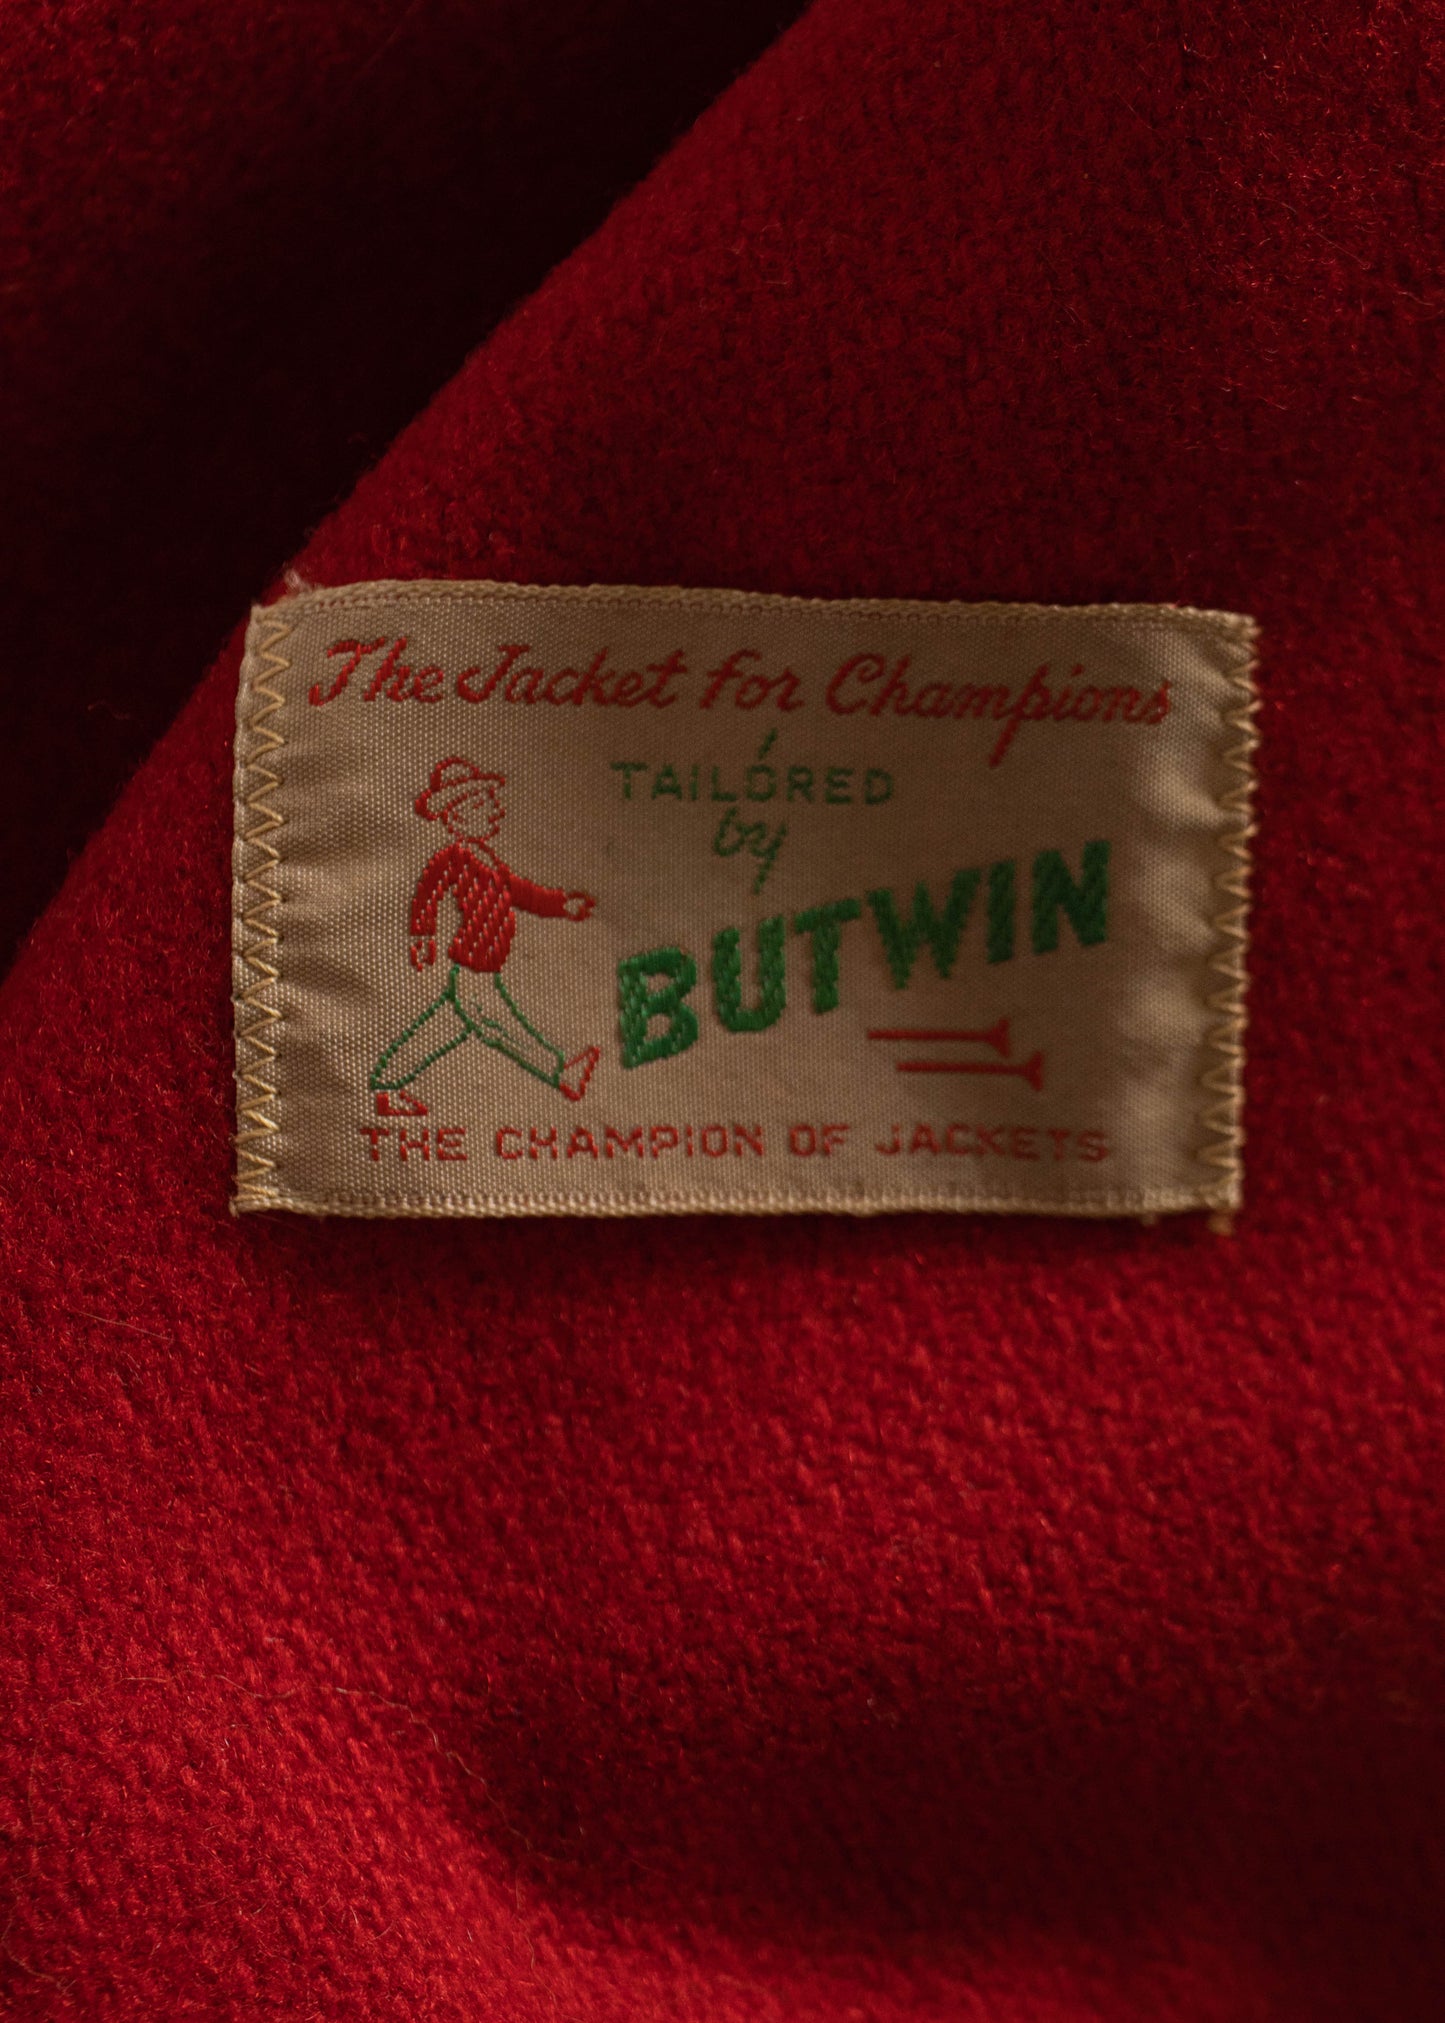 The Jacket for Champions
TAILORED
by
BUTWIN
THE CHAMPION OF JACKETS